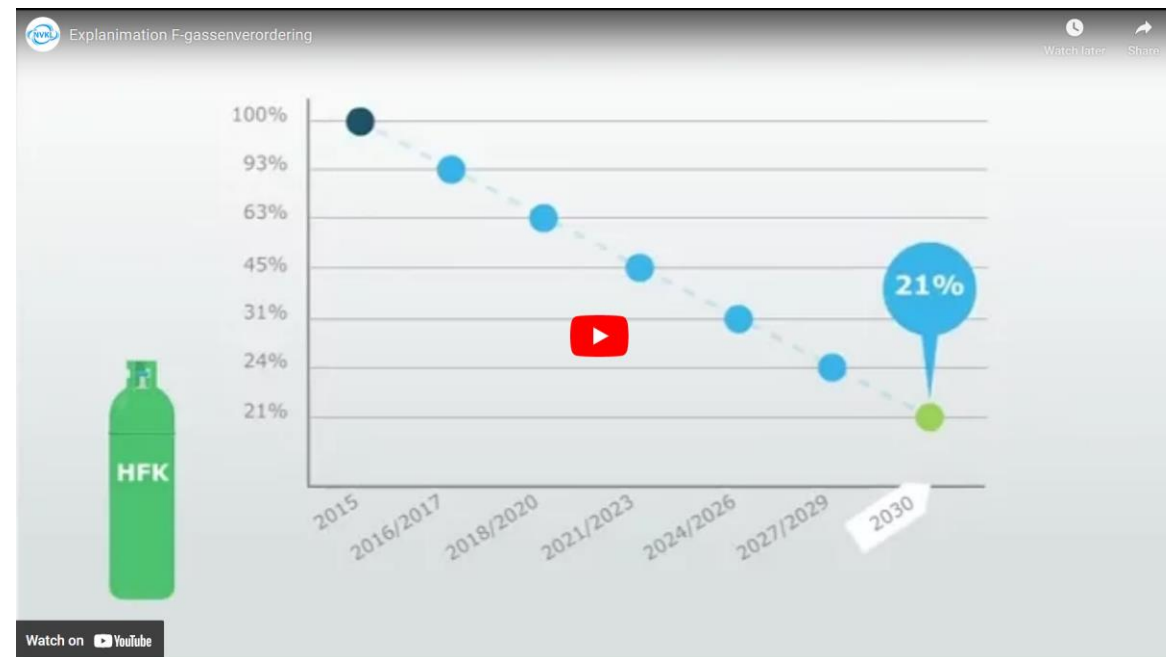 NVKL
Explanimation F-gassenverordering
Watch later
Share
100%
93%
63%
45%
31%
24%
21%
21%
HFK
2015
2016/2017
2018/2020
2021/2023
2024/2026
2027/2029
2030
Watch on YouTube